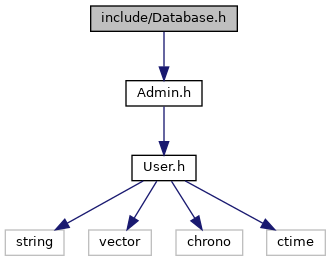 include/Database.h
Admin.h
User.h
string
vector
chrono
ctime